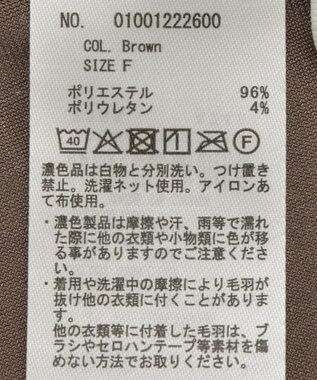 NO. 01001222600
COL. Brown
SIZE F
ポリエステル 96%
ポリウレタン 4%
40 F
濃色品は白物と分別洗い。つけ置き
禁止。洗濯ネット使用。アイロンあ
て布使用。
・濃色製品は摩擦や汗、雨等で濡れ
た際に他の衣類や小物類に色が移
る事がありますのでご注意くださ
い。
・着用や洗濯中の摩擦により毛羽が
抜け他の衣類に付くことがありま
す。
他の衣類等に付着した毛羽は、ブ
ラシやセロハンテープ等素材を傷
めない方法でお取りください。